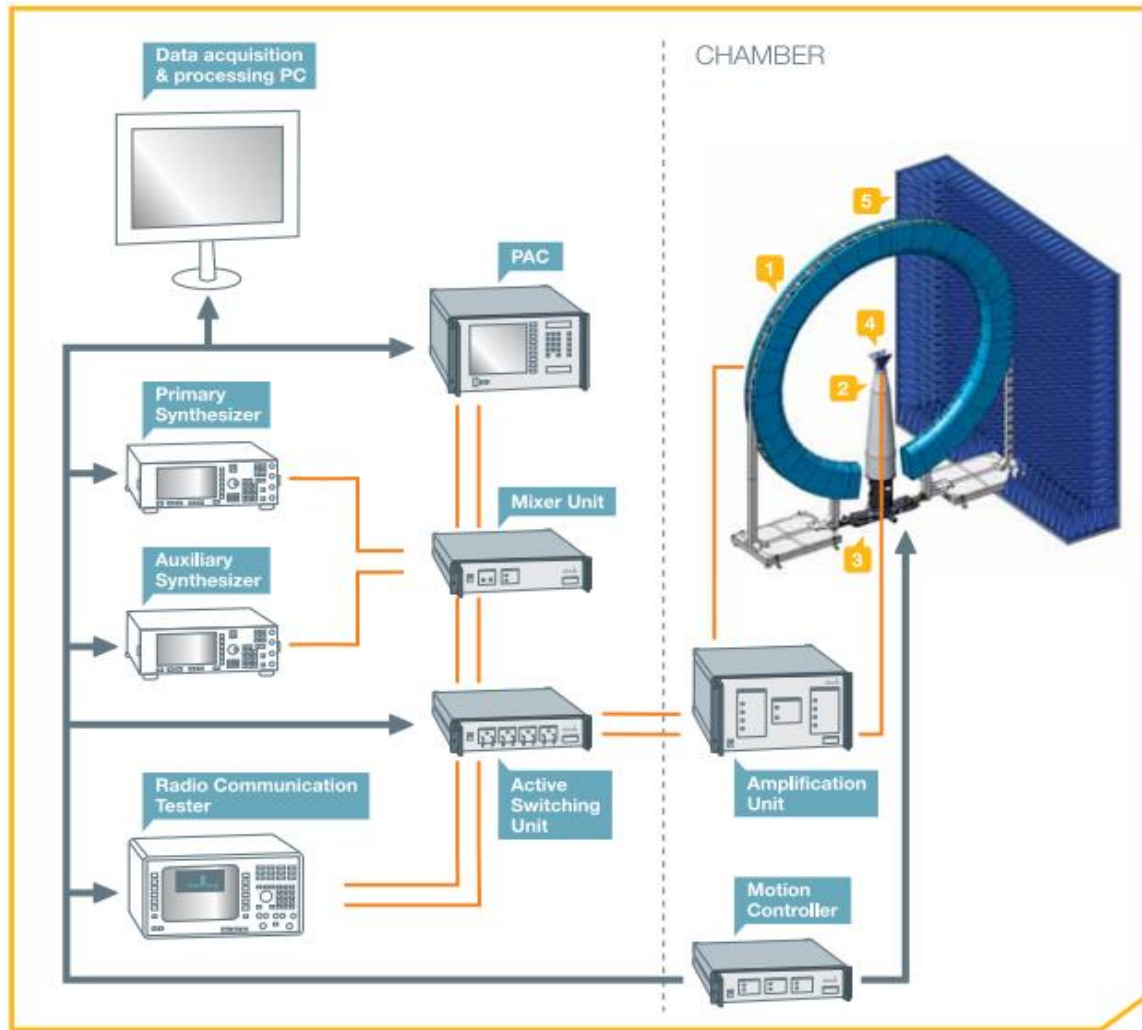 Data acquisition
& processing PC
CHAMBER
5
PAC
1
4
2
Primary
Synthesizer
Mixer Unit
3
Auxiliary
Synthesizer
Radio Communication
Tester
Active
Switching
Unit
Amplification
Unit
Motion
Controller